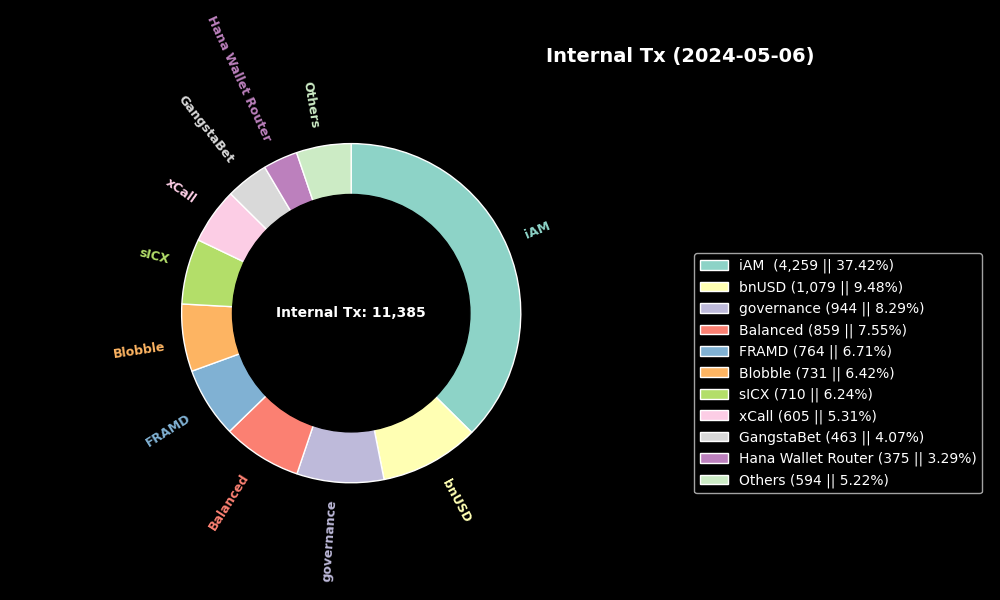 Internal Tx (2024-05-06)
Hana Wallet Router
Others
GangstaBet
xCall
iAM
sICX
Internal Tx: 11,385
Blobble
FRAMD
Balanced
bnUSD
governance
iAM  (4,259 || 37.42%)
bnUSD (1,079 || 9.48%)
governance (944 || 8.29%)
Balanced (859 || 7.55%)
FRAMD (764 || 6.71%)
Blobble (731 || 6.42%)
sICX (710 || 6.24%)
xCall (605 || 5.31%)
GangstaBet (463 || 4.07%)
Hana Wallet Router (375 || 3.29%)
Others (594 || 5.22%)